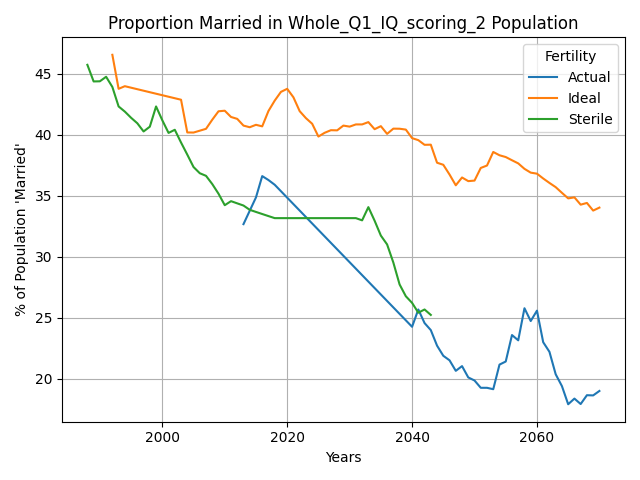 Proportion Married in Whole_Q1_IQ_scoring_2 Population
% of Population 'Married'
45
40
35
30
25
20
Fertility
Actual
Ideal
Sterile
2000
2020
2040
2060
Years